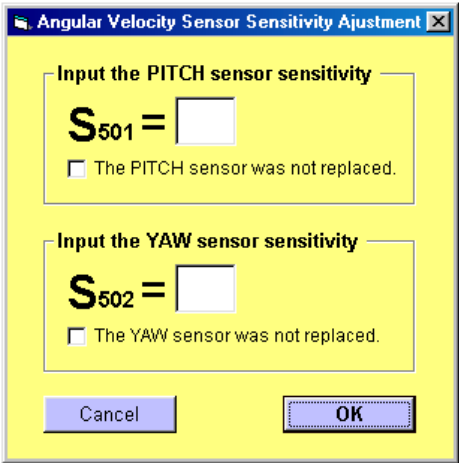 Angular Velocity Sensor Sensitivity Ajustment
Input the PITCH sensor sensitivity
S501 =
The PITCH sensor was not replaced.
Input the YAW sensor sensitivity
S502 =
The YAW sensor was not replaced.
Cancel OK